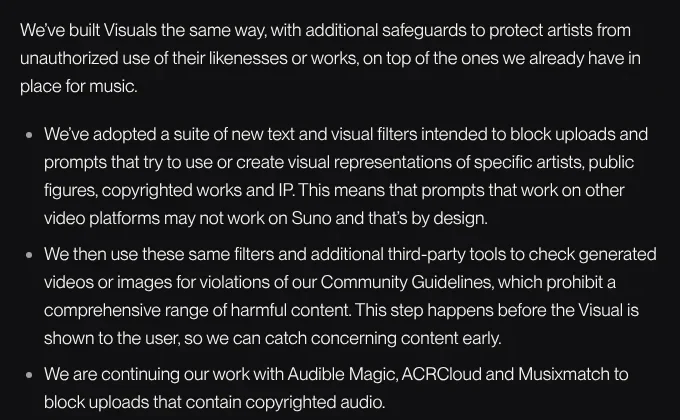 We've built Visuals the same way, with additional safeguards to protect artists from
unauthorized use of their likenesses or works, on top of the ones we already have in
place for music.
• We've adopted a suite of new text and visual filters intended to block uploads and
prompts that try to use or create visual representations of specific artists, public
figures, copyrighted works and IP. This means that prompts that work on other
video platforms may not work on Suno and that's by design.
• We then use these same filters and additional third-party tools to check generated
videos or images for violations of our Community Guidelines, which prohibit a
comprehensive range of harmful content. This step happens before the Visual is
shown to the user, so we can catch concerning content early.
• We are continuing our work with Audible Magic, ACRCloud and Musixmatch to
block uploads that contain copyrighted audio.